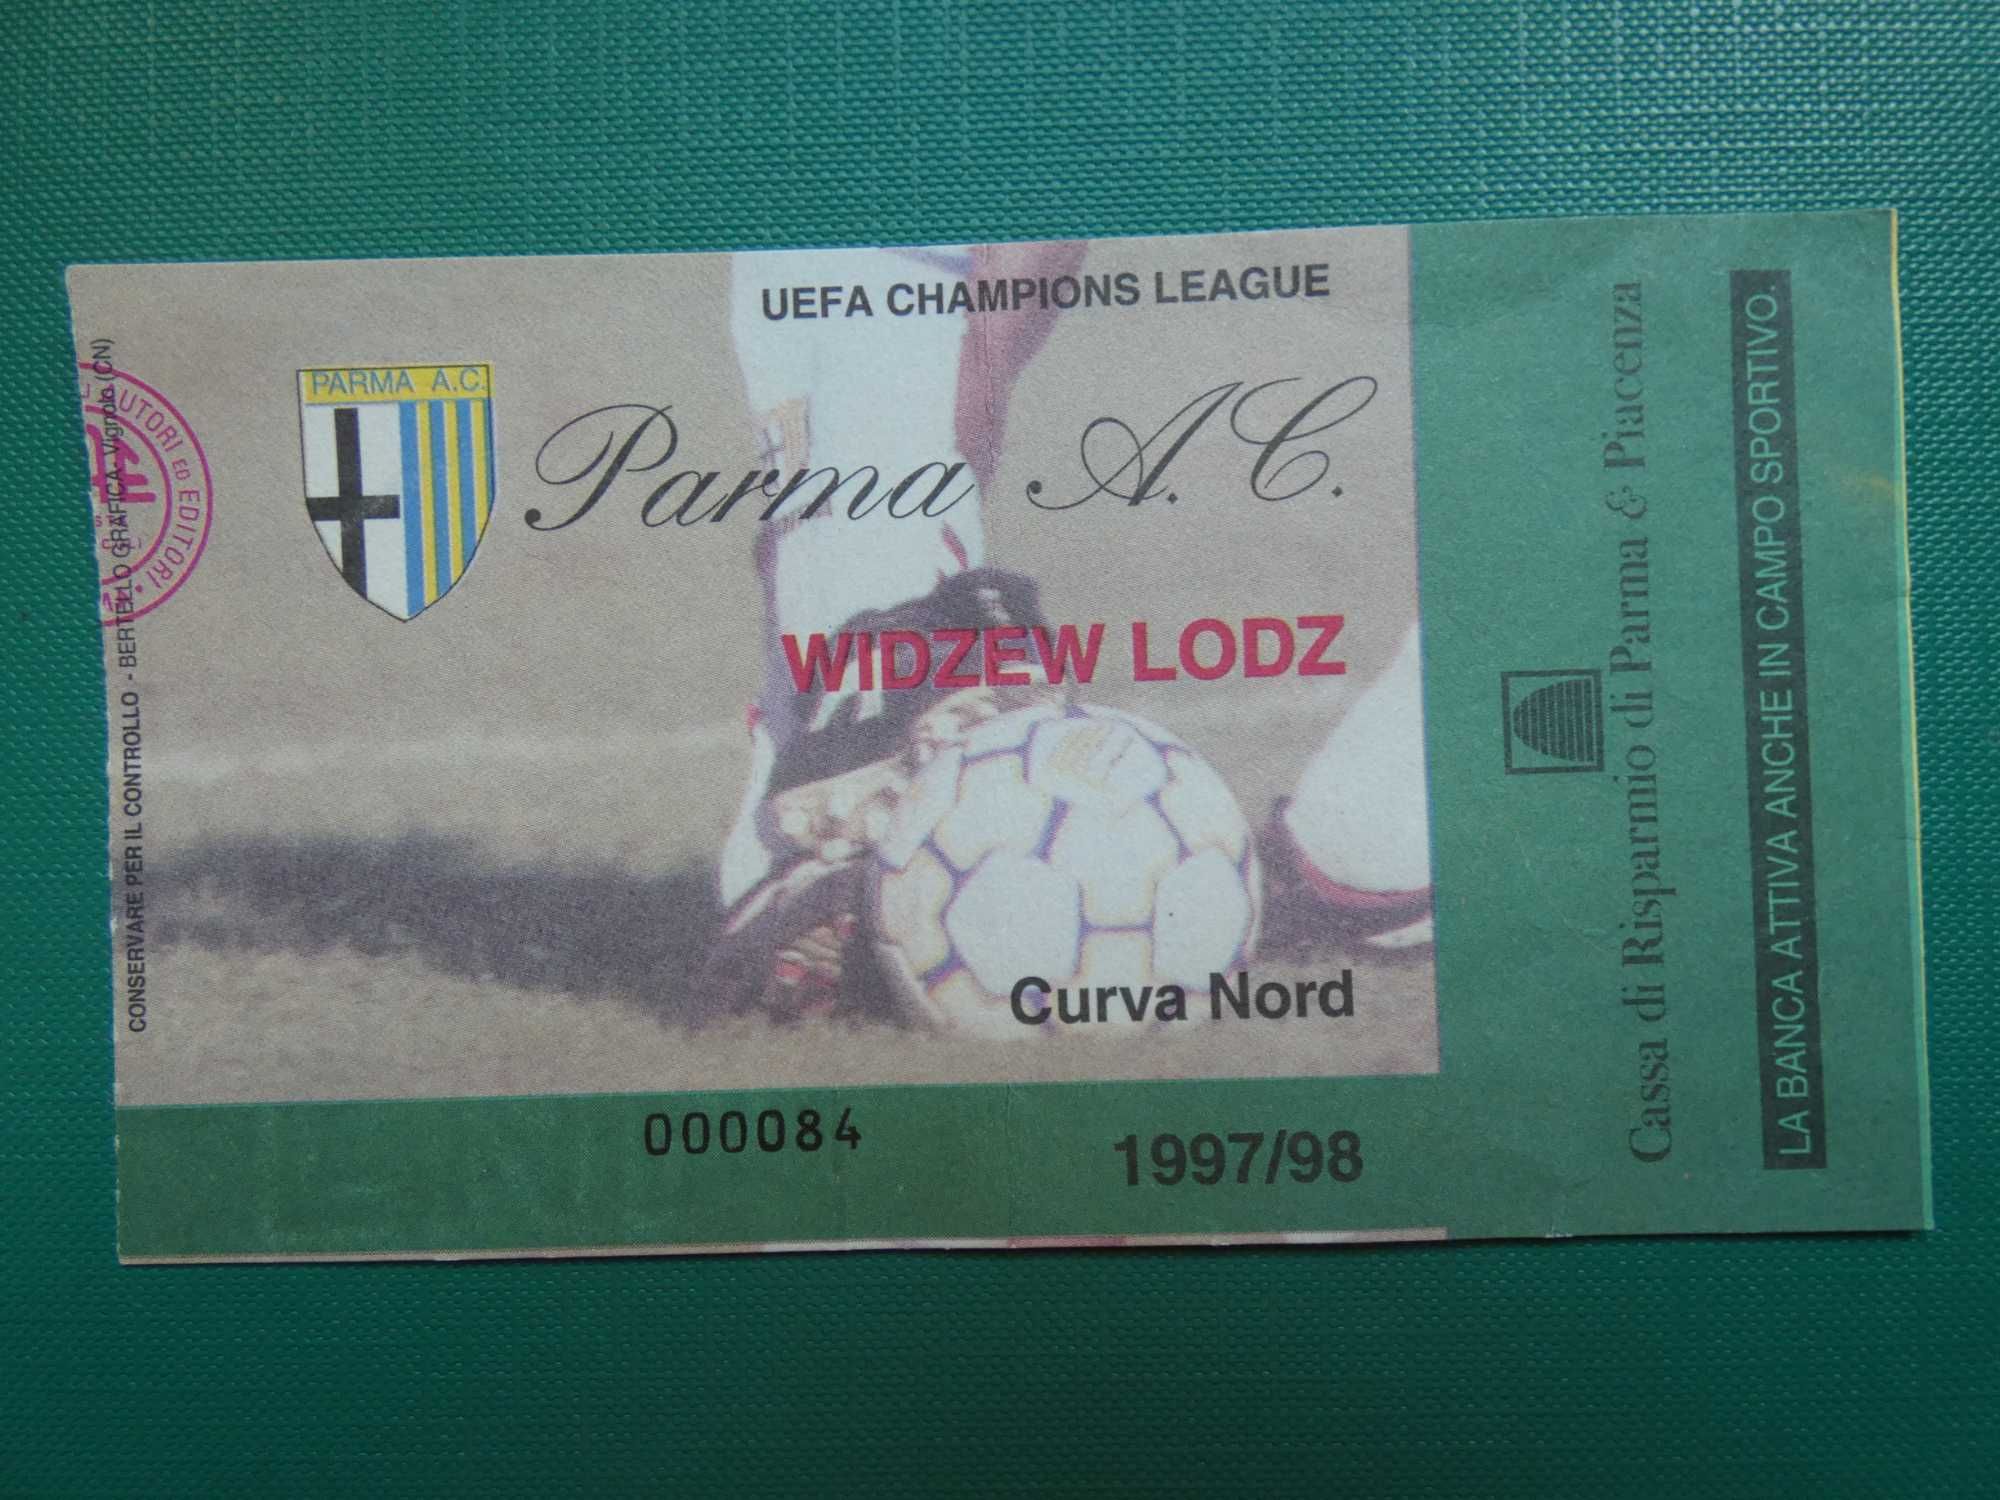 UEFA CHAMPIONS LEAGUE
PARMA A.C.
Parma A.C.
WIDZEW LODZ
Curva Nord
000084
1997/98
CONSERVARE PER IL CONTROLLO - BERTELLO GRAFICA - Vignolo (CN)
AUTORI ED EDITORI
Cassa di Risparmio di Parma & Piacenza
LA BANCA ATTIVA ANCHE IN CAMPO SPORTIVO.